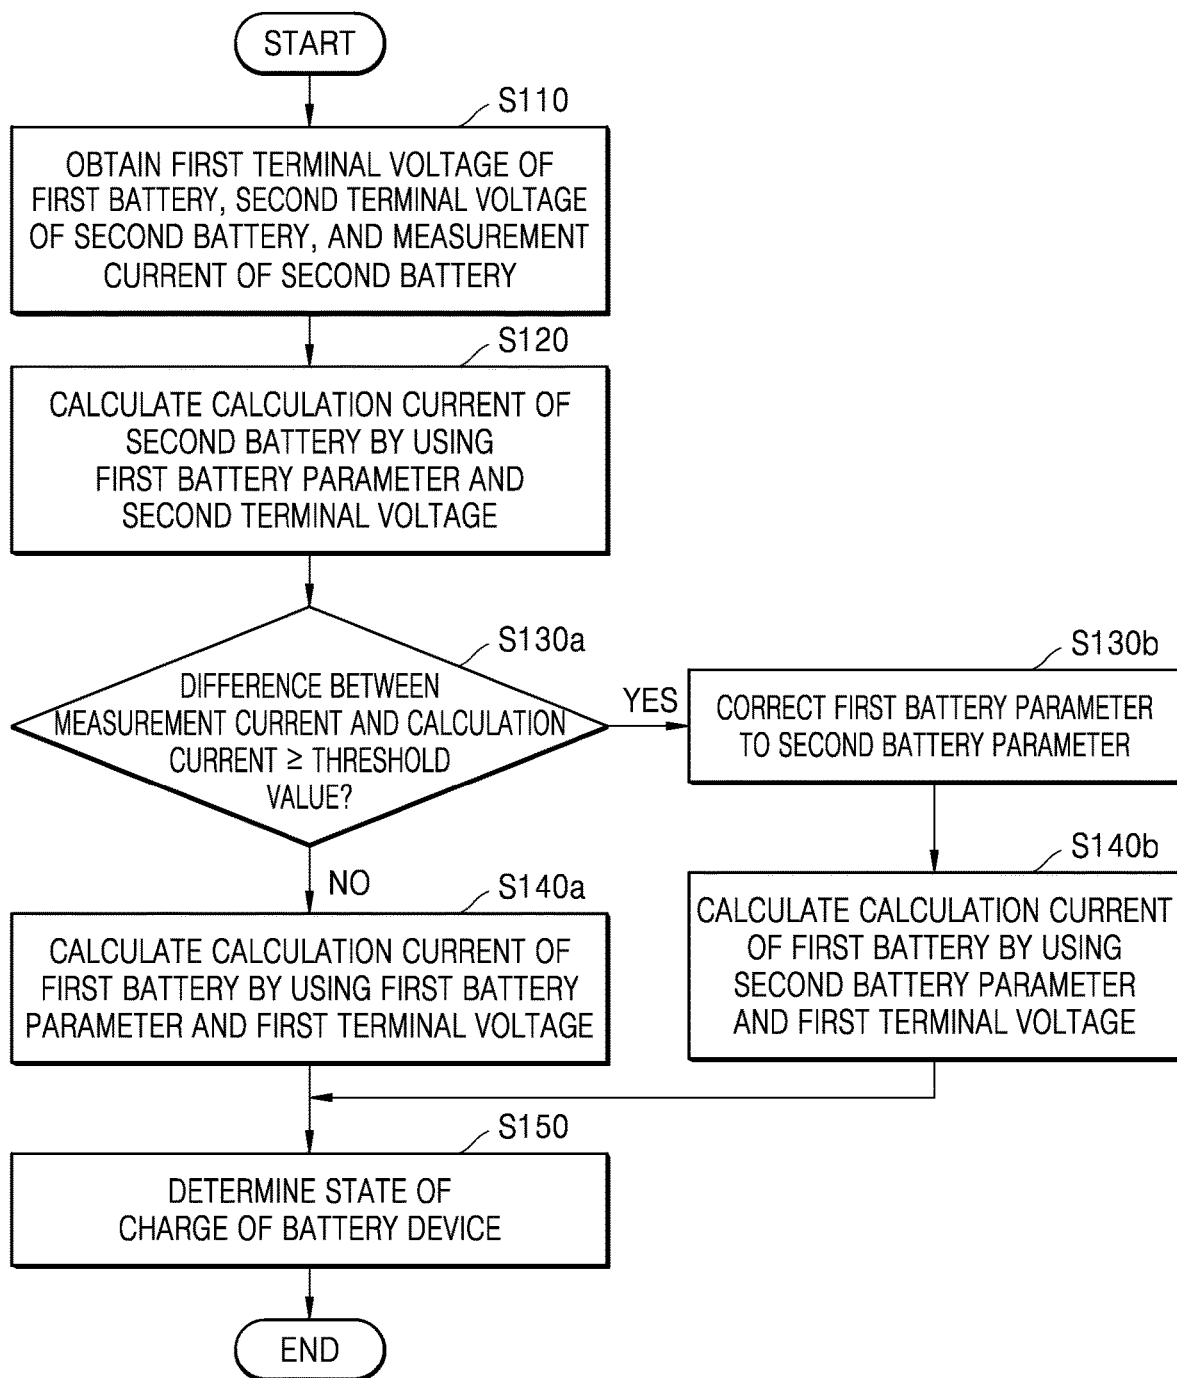 START
S110
OBTAIN FIRST TERMINAL VOLTAGE OF
FIRST BATTERY, SECOND TERMINAL VOLTAGE
OF SECOND BATTERY, AND MEASUREMENT
CURRENT OF SECOND BATTERY
S120
CALCULATE CALCULATION CURRENT OF
SECOND BATTERY BY USING
FIRST BATTERY PARAMETER AND
SECOND TERMINAL VOLTAGE
S130a
DIFFERENCE BETWEEN
MEASUREMENT CURRENT AND CALCULATION
CURRENT ≥ THRESHOLD
VALUE?
YES
S130b
CORRECT FIRST BATTERY PARAMETER
TO SECOND BATTERY PARAMETER
NO
S140a
CALCULATE CALCULATION CURRENT OF
FIRST BATTERY BY USING FIRST BATTERY
PARAMETER AND FIRST TERMINAL VOLTAGE
S140b
CALCULATE CALCULATION CURRENT
OF FIRST BATTERY BY USING
SECOND BATTERY PARAMETER
AND FIRST TERMINAL VOLTAGE
S150
DETERMINE STATE OF
CHARGE OF BATTERY DEVICE
END